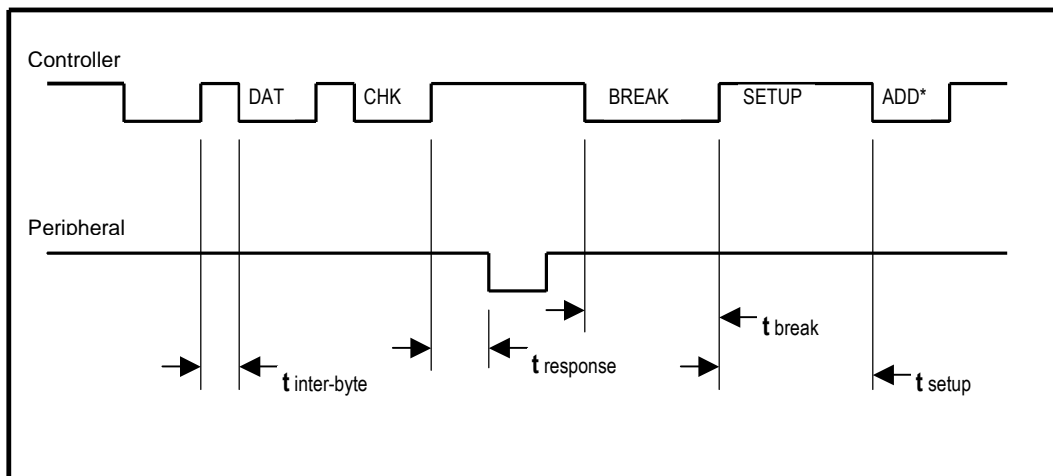 Controller
DAT CHK BREAK SETUP ADD*
Peripheral
t break
t response
t inter-byte t setup